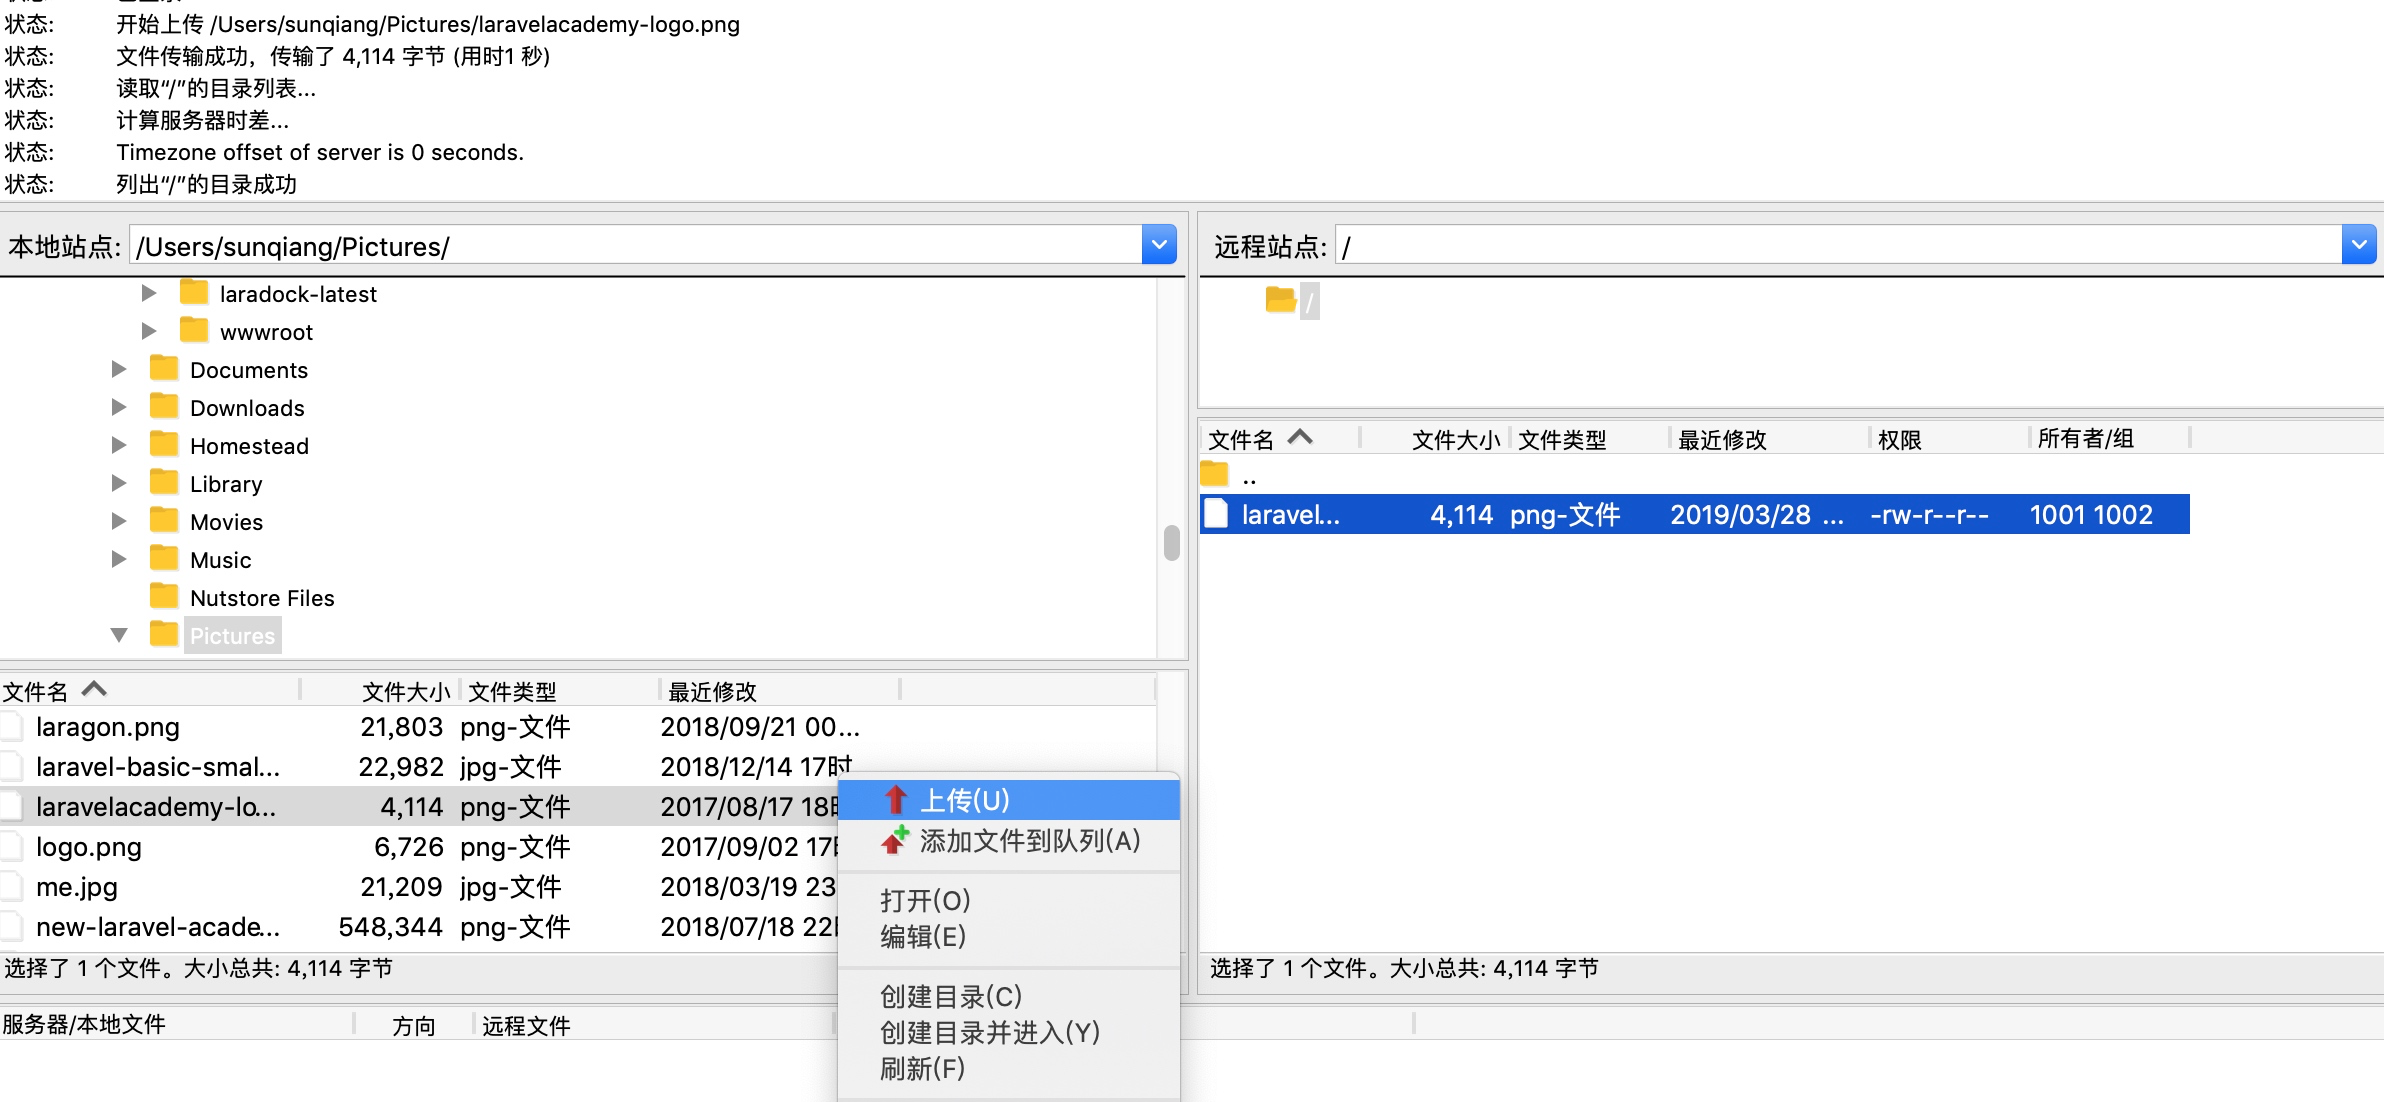 状态: 开始上传 /Users/sunqiang/Pictures/laravelacademy-logo.png
状态: 文件传输成功，传输了 4,114 字节 (用时1 秒)
状态: 读取“/”的目录列表...
状态: 计算服务器时差...
状态: Timezone offset of server is 0 seconds.
状态: 列出“/”的目录成功
本地站点: /Users/sunqiang/Pictures/
laradock-latest
wwwroot
Documents
Downloads
Homestead
Library
Movies
Music
Nutstore Files
Pictures
文件名 文件大小 文件类型 最近修改
laragon.png 21,803 png-文件 2018/09/21 00...
laravel-basic-smal... 22,982 jpg-文件 2018/12/14 17时
laravelacademy-lo... 4,114 png-文件 2017/08/17 18
logo.png 6,726 png-文件 2017/09/02 17
me.jpg 21,209 jpg-文件 2018/03/19 23
new-laravel-acade... 548,344 png-文件 2018/07/18 22
选择了 1 个文件。大小总共: 4,114 字节
上传(U)
添加文件到队列(A)
打开(O)
编辑(E)
创建目录(C)
创建目录并进入(Y)
刷新(F)
远程站点: /
/
文件名 文件大小 文件类型 最近修改 权限 所有者/组
..
laravel... 4,114 png-文件 2019/03/28 ... -rw-r--r-- 1001 1002
选择了 1 个文件。大小总共: 4,114 字节
服务器/本地文件 方向 远程文件